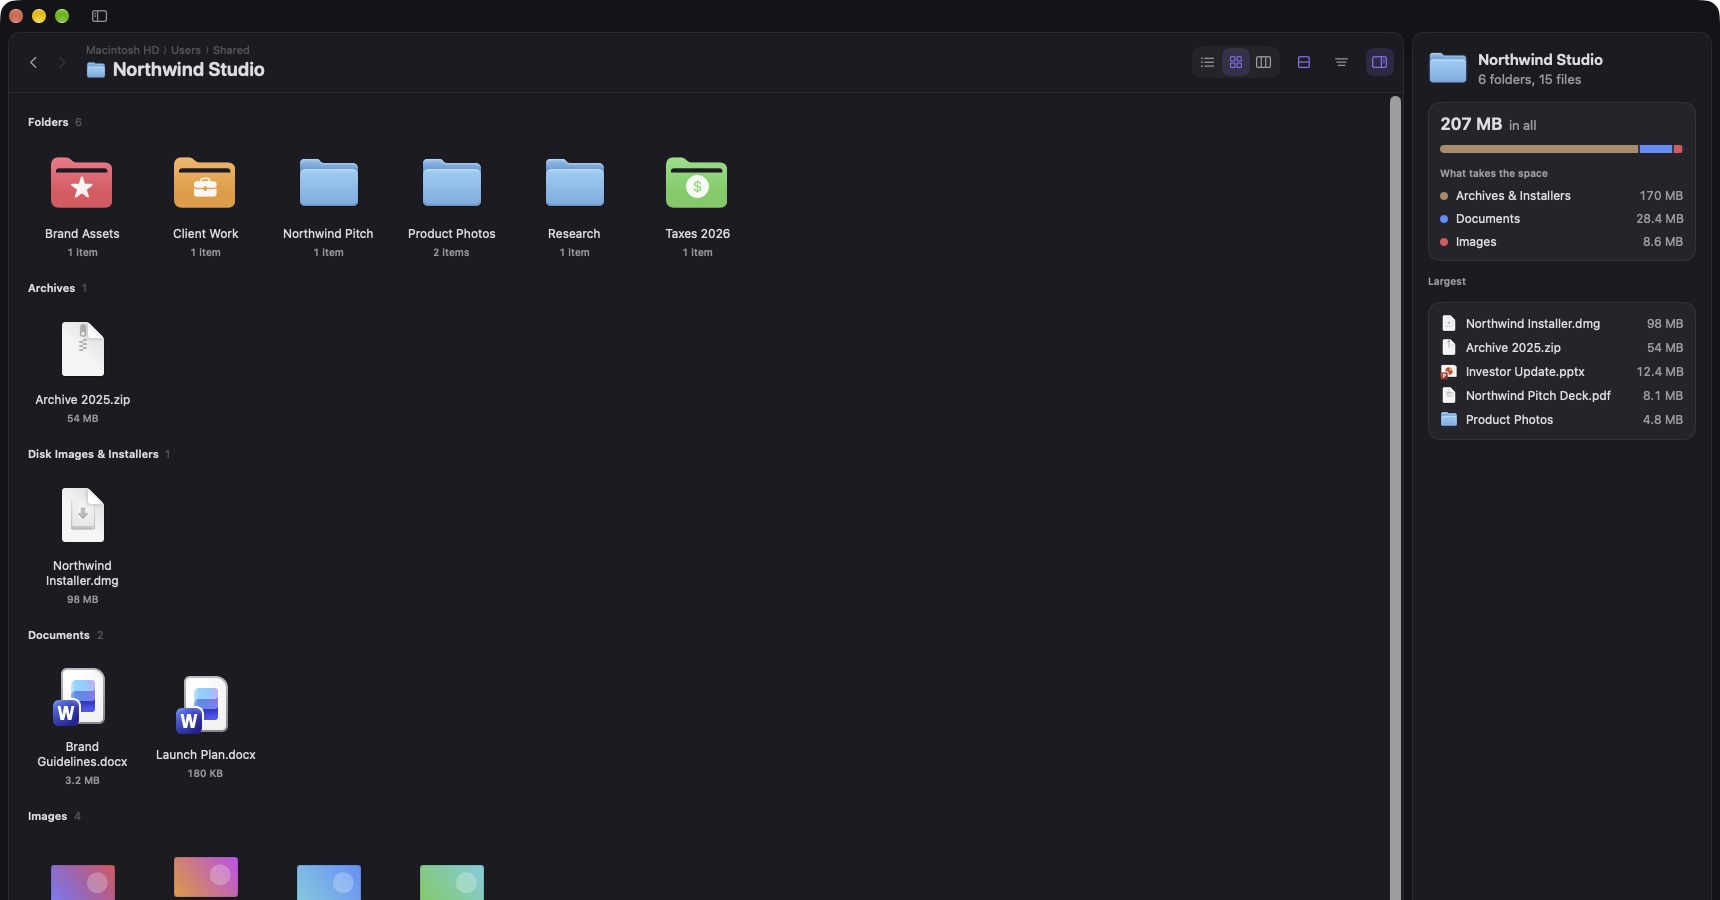 Macintosh HD › Users › Shared
Northwind Studio
Folders 6
Brand Assets
1 item
Client Work
1 item
Northwind Pitch
1 item
Product Photos
2 items
Research
1 item
Taxes 2026
1 item
Archives 1
Archive 2025.zip
54 MB
Disk Images & Installers 1
Northwind
Installer.dmg
98 MB
Documents 2
W
Brand
Guidelines.docx
3.2 MB
W
Launch Plan.docx
180 KB
Images 4
Northwind Studio
6 folders, 15 files
207 MB in all
What takes the space
Archives & Installers 170 MB
Documents 28.4 MB
Images 8.6 MB
Largest
Northwind Installer.dmg 98 MB
Archive 2025.zip 54 MB
Investor Update.pptx 12.4 MB
Northwind Pitch Deck.pdf 8.1 MB
Product Photos 4.8 MB